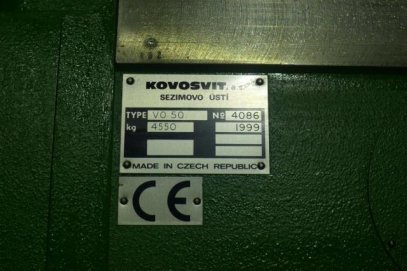 KOVOSVIT, a.s.
SEZIMOVO ÚSTÍ
TYPE VO 50 No 4086
kg 4550 1999
MADE IN CZECH REPUBLIC
CE